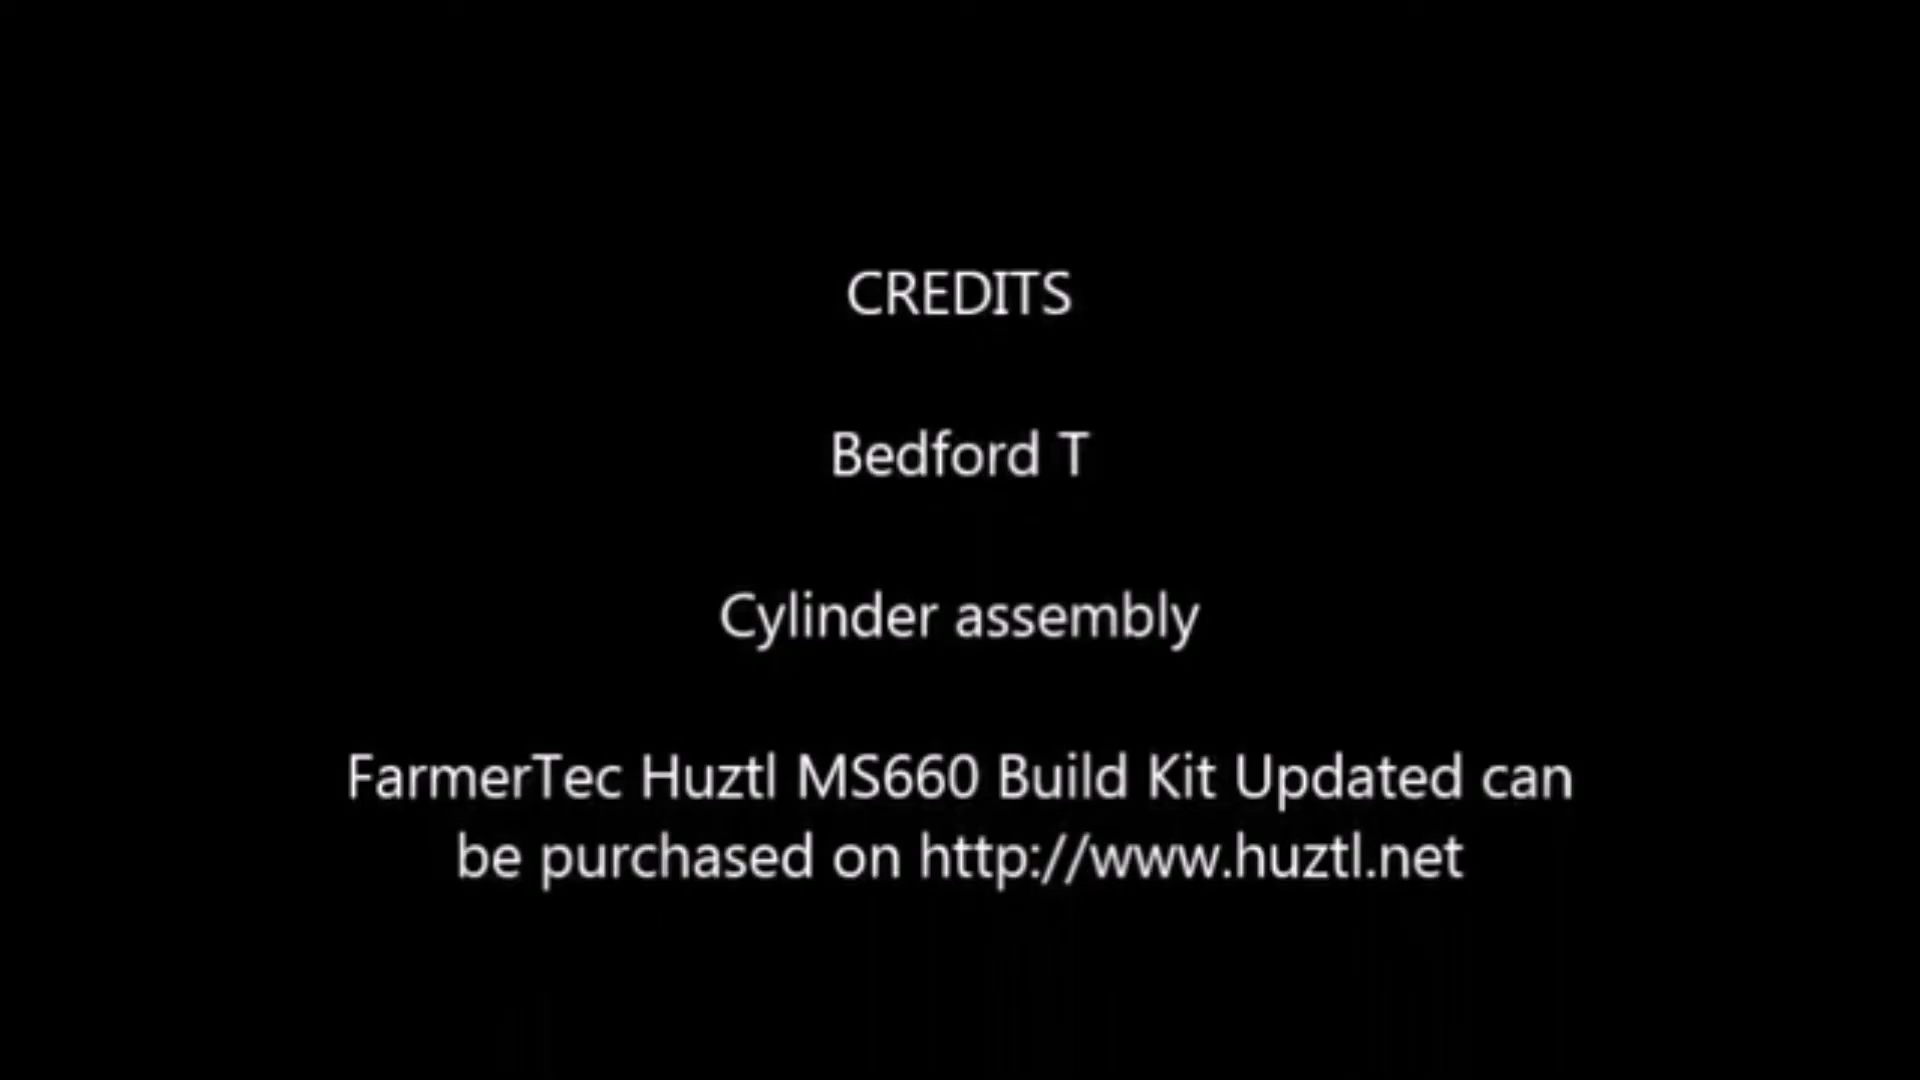 CREDITS
Bedford T
Cylinder assembly
FarmerTec Huztl MS660 Build Kit Updated can
be purchased on http://www.huztl.net